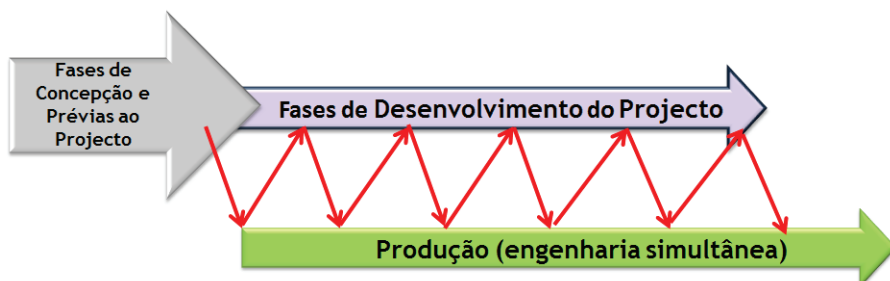 Fases de
Concepção e
Prévias ao
Projecto
Fases de Desenvolvimento do Projecto
Produção (engenharia simultânea)